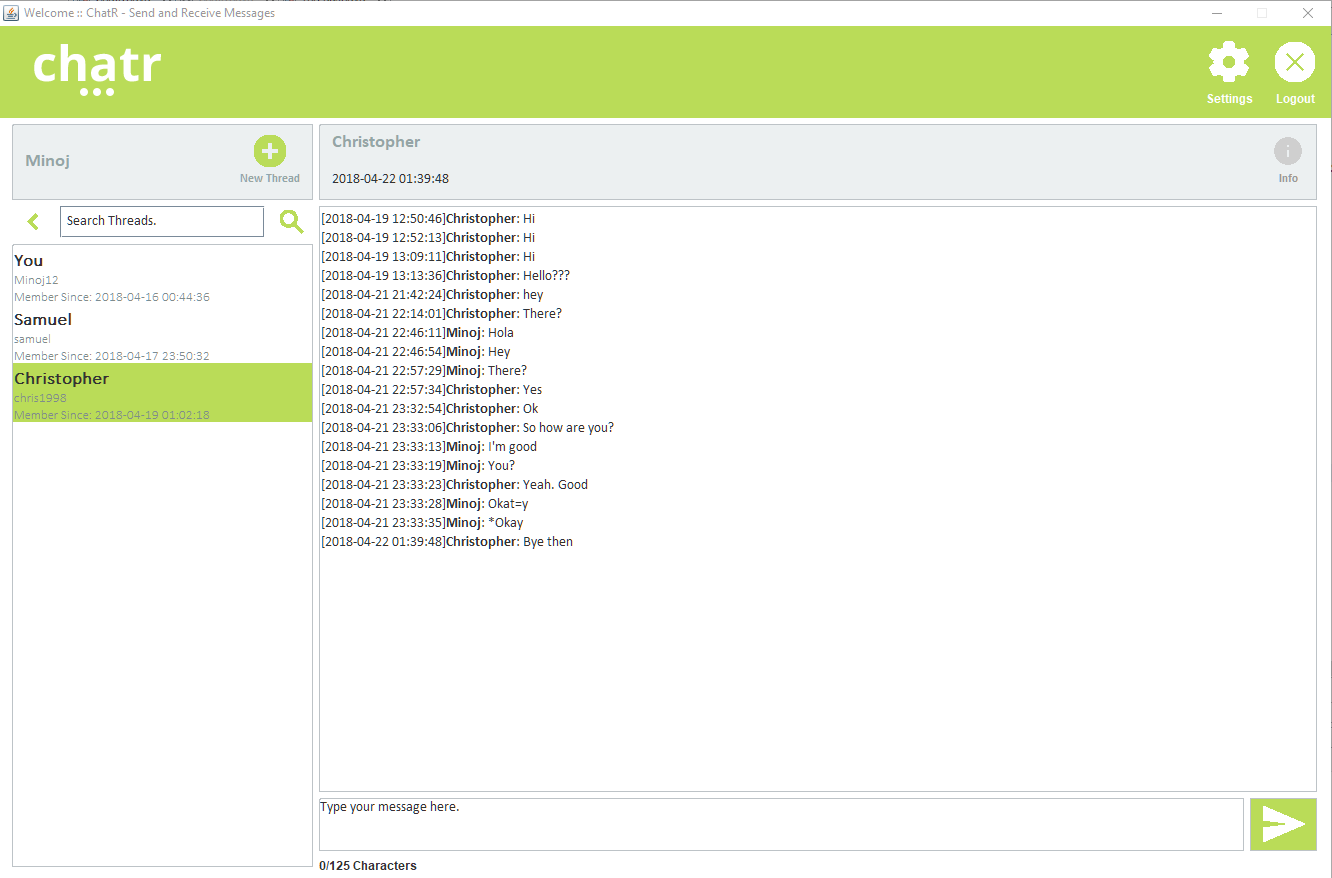 Welcome :: ChatR - Send and Receive Messages
chatr
Settings
Logout
Minoj
New Thread
Christopher
2018-04-22 01:39:48
Info
Search Threads.
You
Minoj12
Member Since: 2018-04-16 00:44:36
Samuel
samuel
Member Since: 2018-04-17 23:50:32
Christopher
chris1998
Member Since: 2018-04-19 01:02:18
[2018-04-19 12:50:46]Christopher: Hi
[2018-04-19 12:52:13]Christopher: Hi
[2018-04-19 13:09:11]Christopher: Hi
[2018-04-19 13:13:36]Christopher: Hello???
[2018-04-21 21:42:24]Christopher: hey
[2018-04-21 22:14:01]Christopher: There?
[2018-04-21 22:46:11]Minoj: Hola
[2018-04-21 22:46:54]Minoj: Hey
[2018-04-21 22:57:29]Minoj: There?
[2018-04-21 22:57:34]Christopher: Yes
[2018-04-21 23:32:54]Christopher: Ok
[2018-04-21 23:33:06]Christopher: So how are you?
[2018-04-21 23:33:13]Minoj: I'm good
[2018-04-21 23:33:19]Minoj: You?
[2018-04-21 23:33:23]Christopher: Yeah. Good
[2018-04-21 23:33:28]Minoj: Okat=y
[2018-04-21 23:33:35]Minoj: *Okay
[2018-04-22 01:39:48]Christopher: Bye then
Type your message here.
0/125 Characters